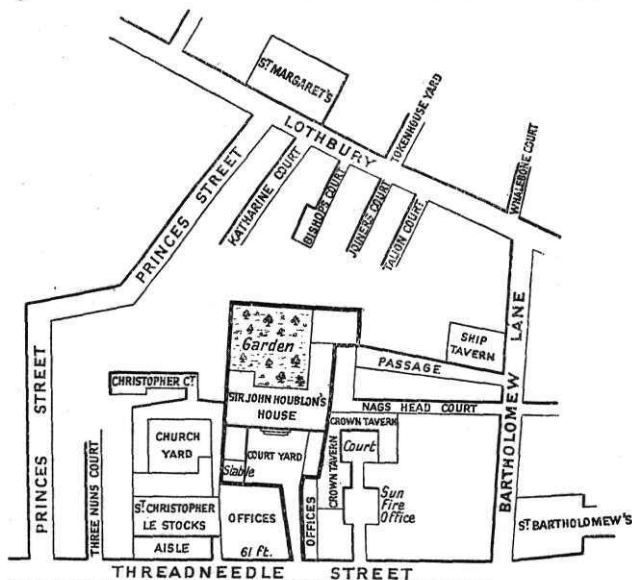 ST MARGARET'S
LOTHBURY
TOKENHOUSE YARD
WHALEBONE COURT
PRINCES STREET
KATHARINE COURT
BISHOPS COURT
JOINERS COURT
TALION COURT
BARTHOLOMEW LANE
SHIP
TAVERN
PASSAGE
Garden
SIR JOHN HOUBLON'S
HOUSE
CHRISTOPHER CT.
NAGS HEAD COURT
CROWN TAVERN
Court
CROWN TAVERN
CHURCH
YARD
COURT YARD
Stable
PRINCES STREET
THREE NUNS COURT
ST CHRISTOPHER
LE STOCKS
OFFICES
OFFICES
Sun
Fire
Office
ST BARTHOLOMEW'S
AISLE
61 ft.
THREADNEEDLE STREET